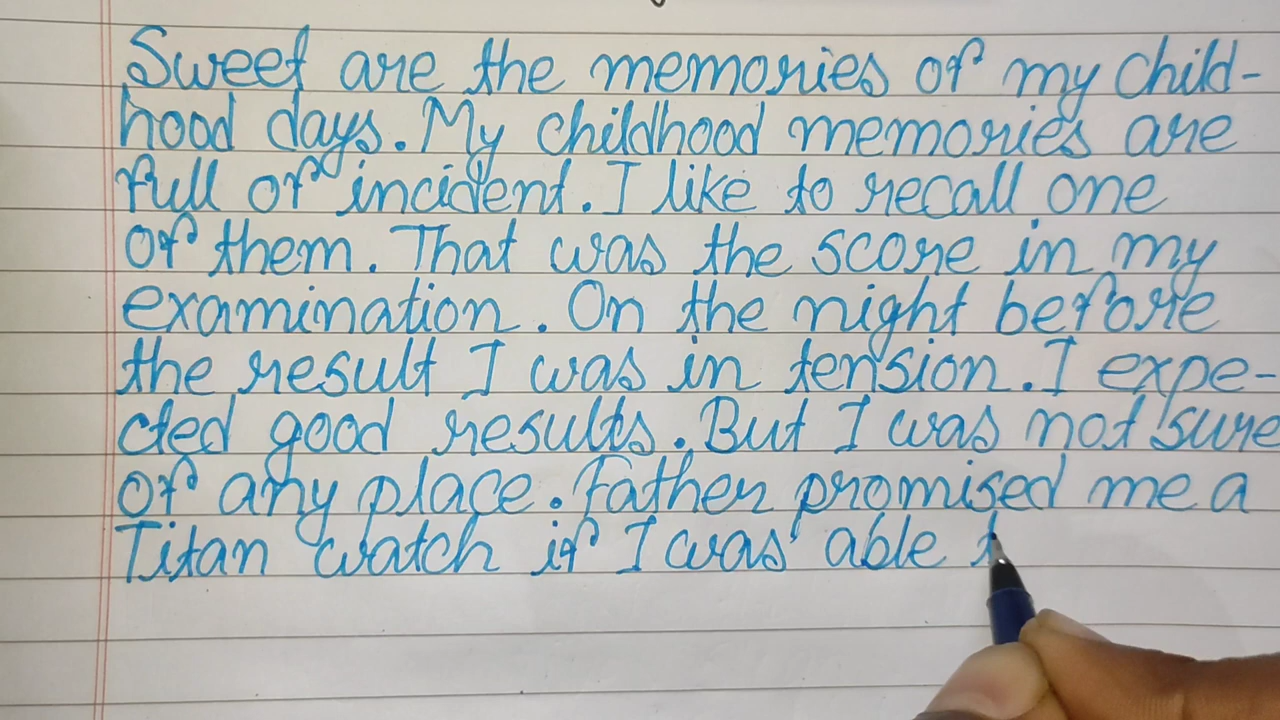 Sweet are the memories of my child-
hood days. My childhood memories are
full of incident. I like to recall one
of them. That was the score in my
examination. On the night before
the result I was in tension. I expe-
cted good results. But I was not sure
of any place. Father promised me a
Titan watch if I was able t